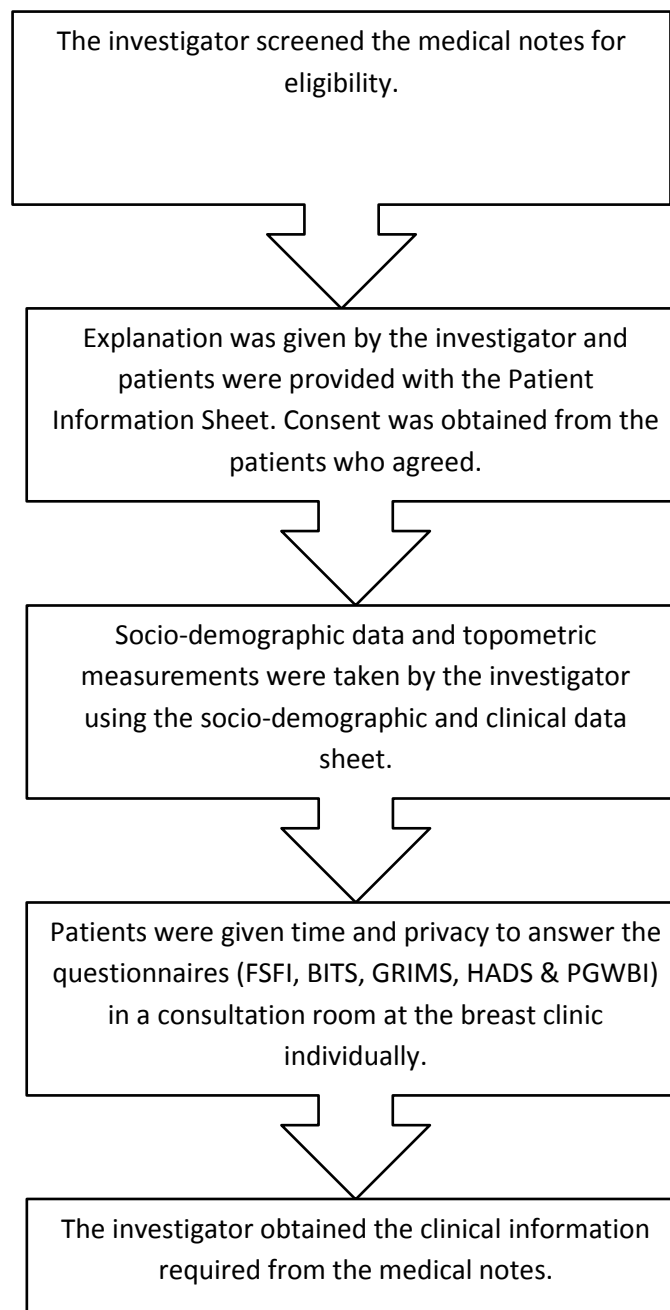 The investigator screened the medical notes for
eligibility.
Explanation was given by the investigator and
patients were provided with the Patient
Information Sheet. Consent was obtained from the
patients who agreed.
Socio-demographic data and topometric
measurements were taken by the investigator
using the socio-demographic and clinical data
sheet.
Patients were given time and privacy to answer the
questionnaires (FSFI, BITS, GRIMS, HADS & PGWBI)
in a consultation room at the breast clinic
individually.
The investigator obtained the clinical information
required from the medical notes.